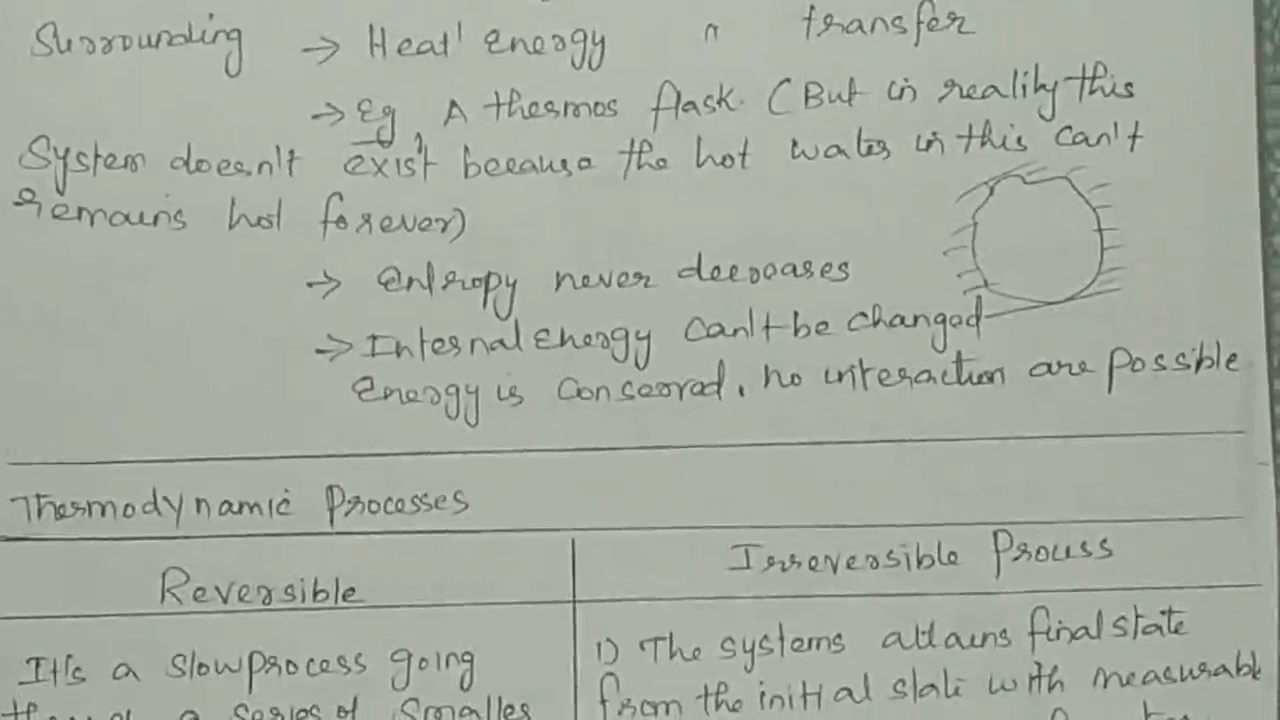 Surrounding → Heat energy " transfer
→ Eg, A thermos flask. (But in reality this
System doesn't exist because the hot water in this can't
remains hot forever)
→ Entropy never decreases
→ Internal energy can't be changed
energy is conserved, no interaction are possible
Thermodynamic Processes
Reversible
Irreversible Process
It's a slow process going
1) The systems attains final state
from the initial state with measurable
a series of smaller